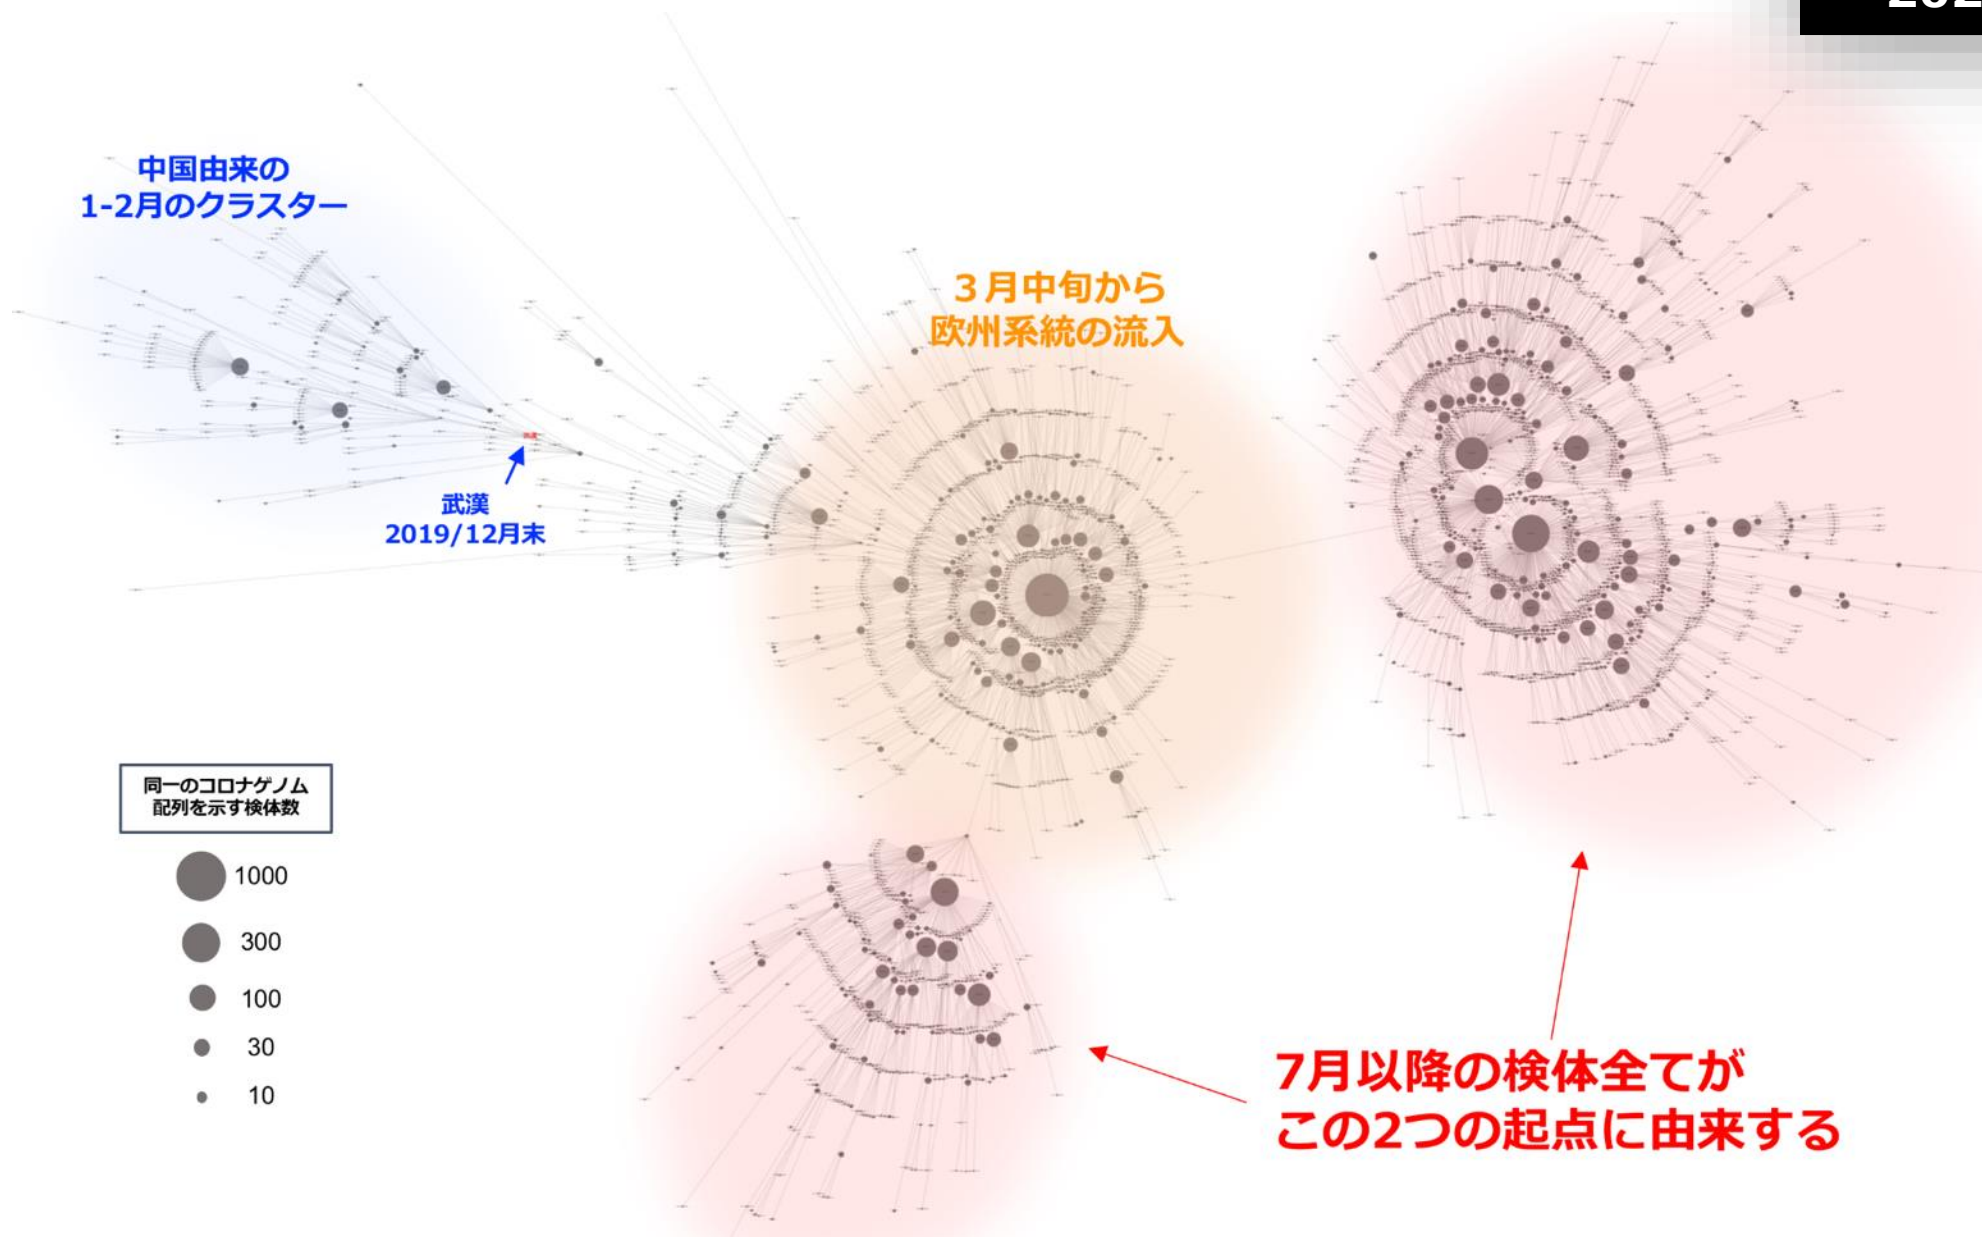 中国由来の
1-2月のクラスター
武漢
2019/12月末
３月中旬から
欧州系統の流入
同一のコロナゲノム
配列を示す検体数
1000
300
100
30
10
7月以降の検体全てが
この2つの起点に由来する